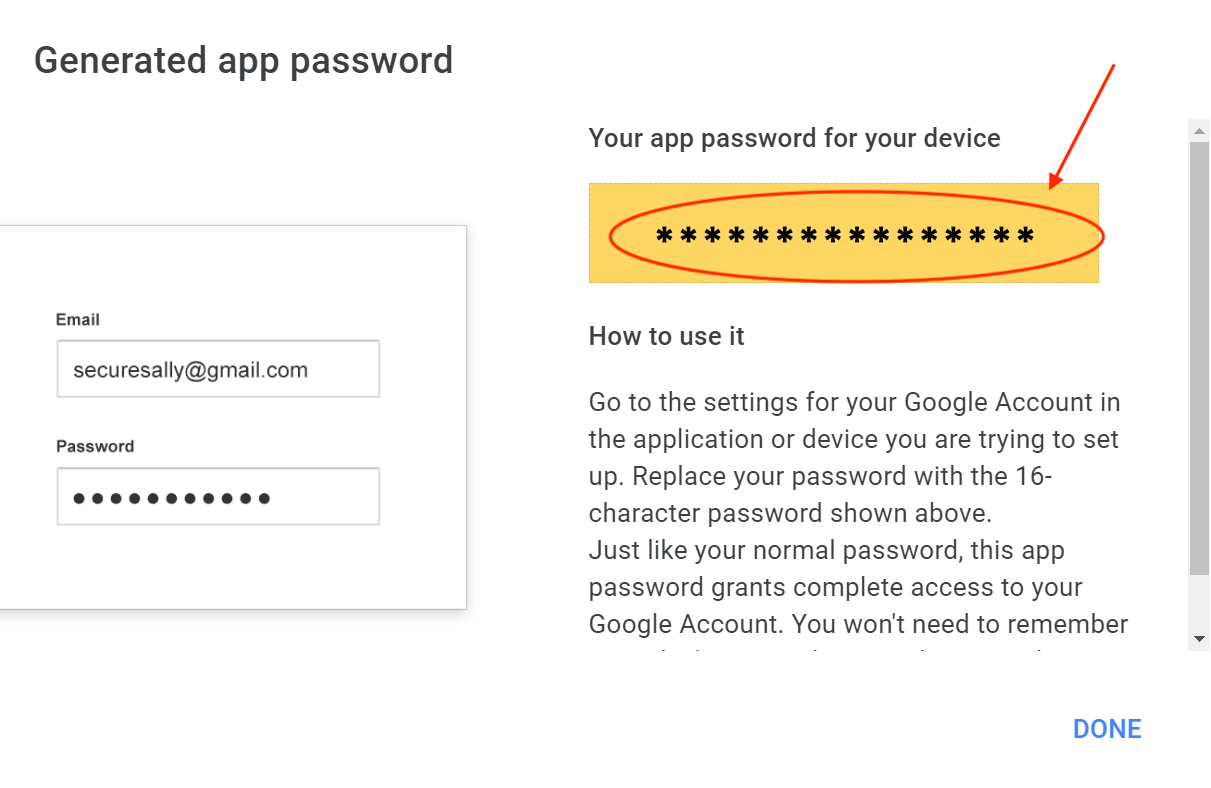 Generated app password
Your app password for your device
****************
Email
securesally@gmail.com
Password
●●●●●●●●●●●
How to use it
Go to the settings for your Google Account in
the application or device you are trying to set
up. Replace your password with the 16-
character password shown above.
Just like your normal password, this app
password grants complete access to your
Google Account. You won't need to remember
DONE